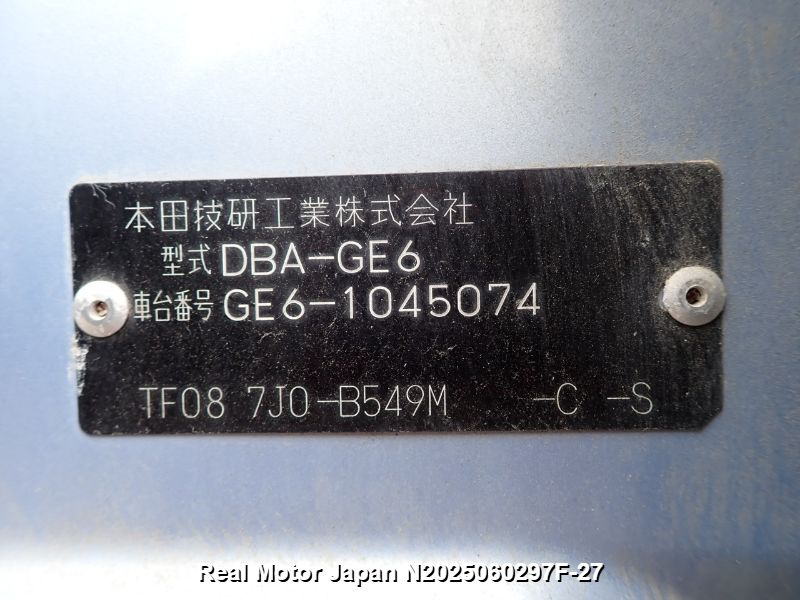 本田技研工業株式会社
型式 DBA-GE6
車台番号 GE6-1045074
TF08 7J0-B549M -C -S
Real Motor Japan N2025060297F-27